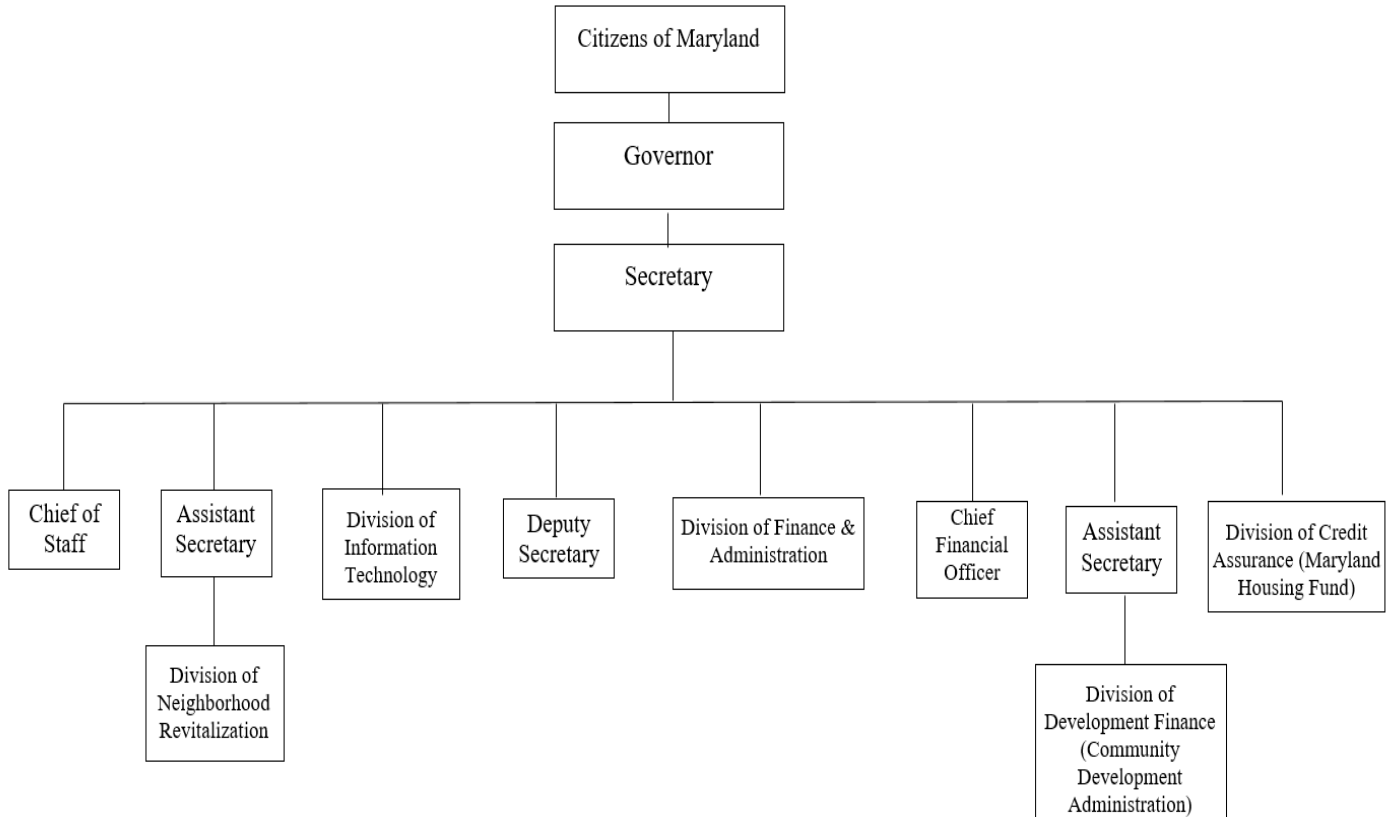 Citizens of Maryland
Governor
Secretary
Chief of
Staff
Assistant
Secretary
Division of
Information
Technology
Deputy
Secretary
Division of Finance &
Administration
Chief
Financial
Officer
Assistant
Secretary
Division of Credit
Assurance (Maryland
Housing Fund)
Division of
Neighborhood
Revitalization
Division of
Development Finance
(Community
Development
Administration)